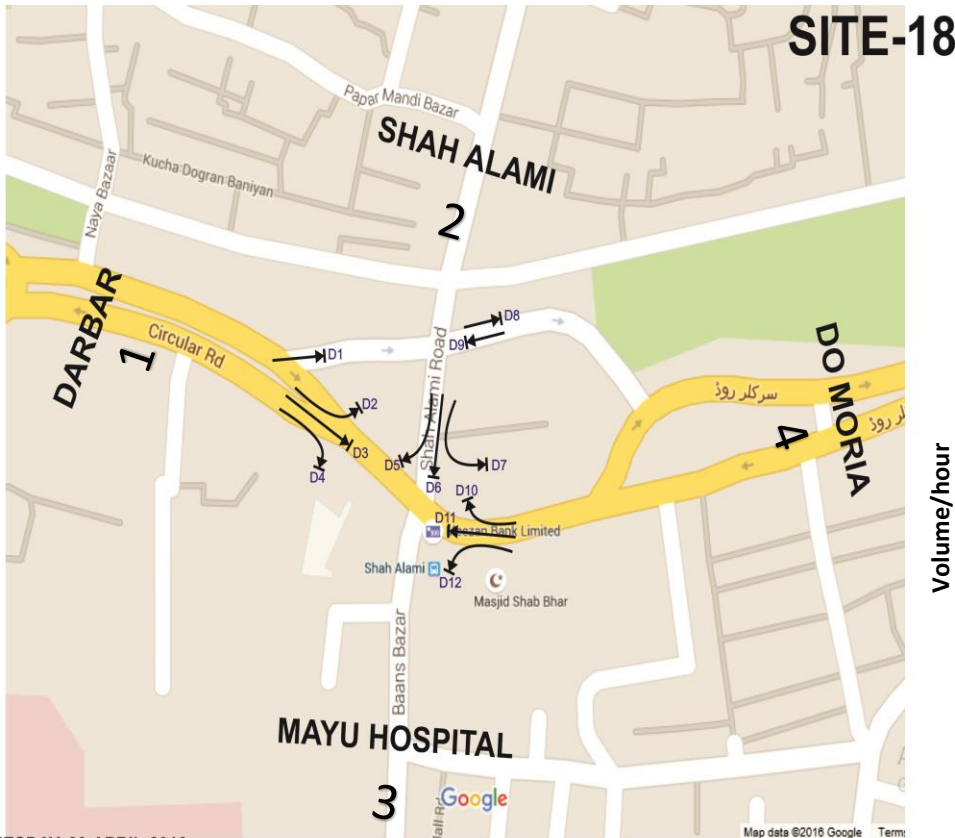 SITE-18
Papar Mandi Bazar
SHAH ALAMI
Kucha Dogran Baniyan
Naya Bazaar
2
DARBAR
1
Circular Rd
Shah Alami Road
D8
D9
D1
D2
D3
D4
D5
D6
D7
D10
D11
Bank Limited
D12
سرکلر روڈ
DO MORIA
4
Shah Alami
Masjid Shab Bhar
Baans Bazar
MAYU HOSPITAL
3
Google
Map data ©2016 Google
Volume/hour